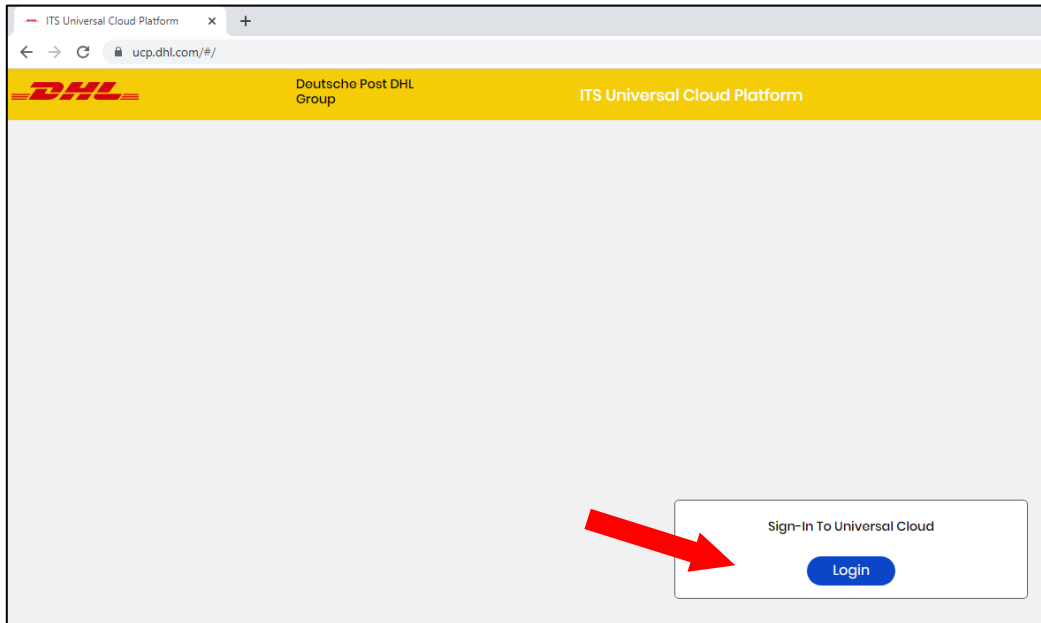 ITS Universal Cloud Platform
ucp.dhl.com/#/
DHL
Deutsche Post DHL
Group
ITS Universal Cloud Platform
Sign-In To Universal Cloud
Login